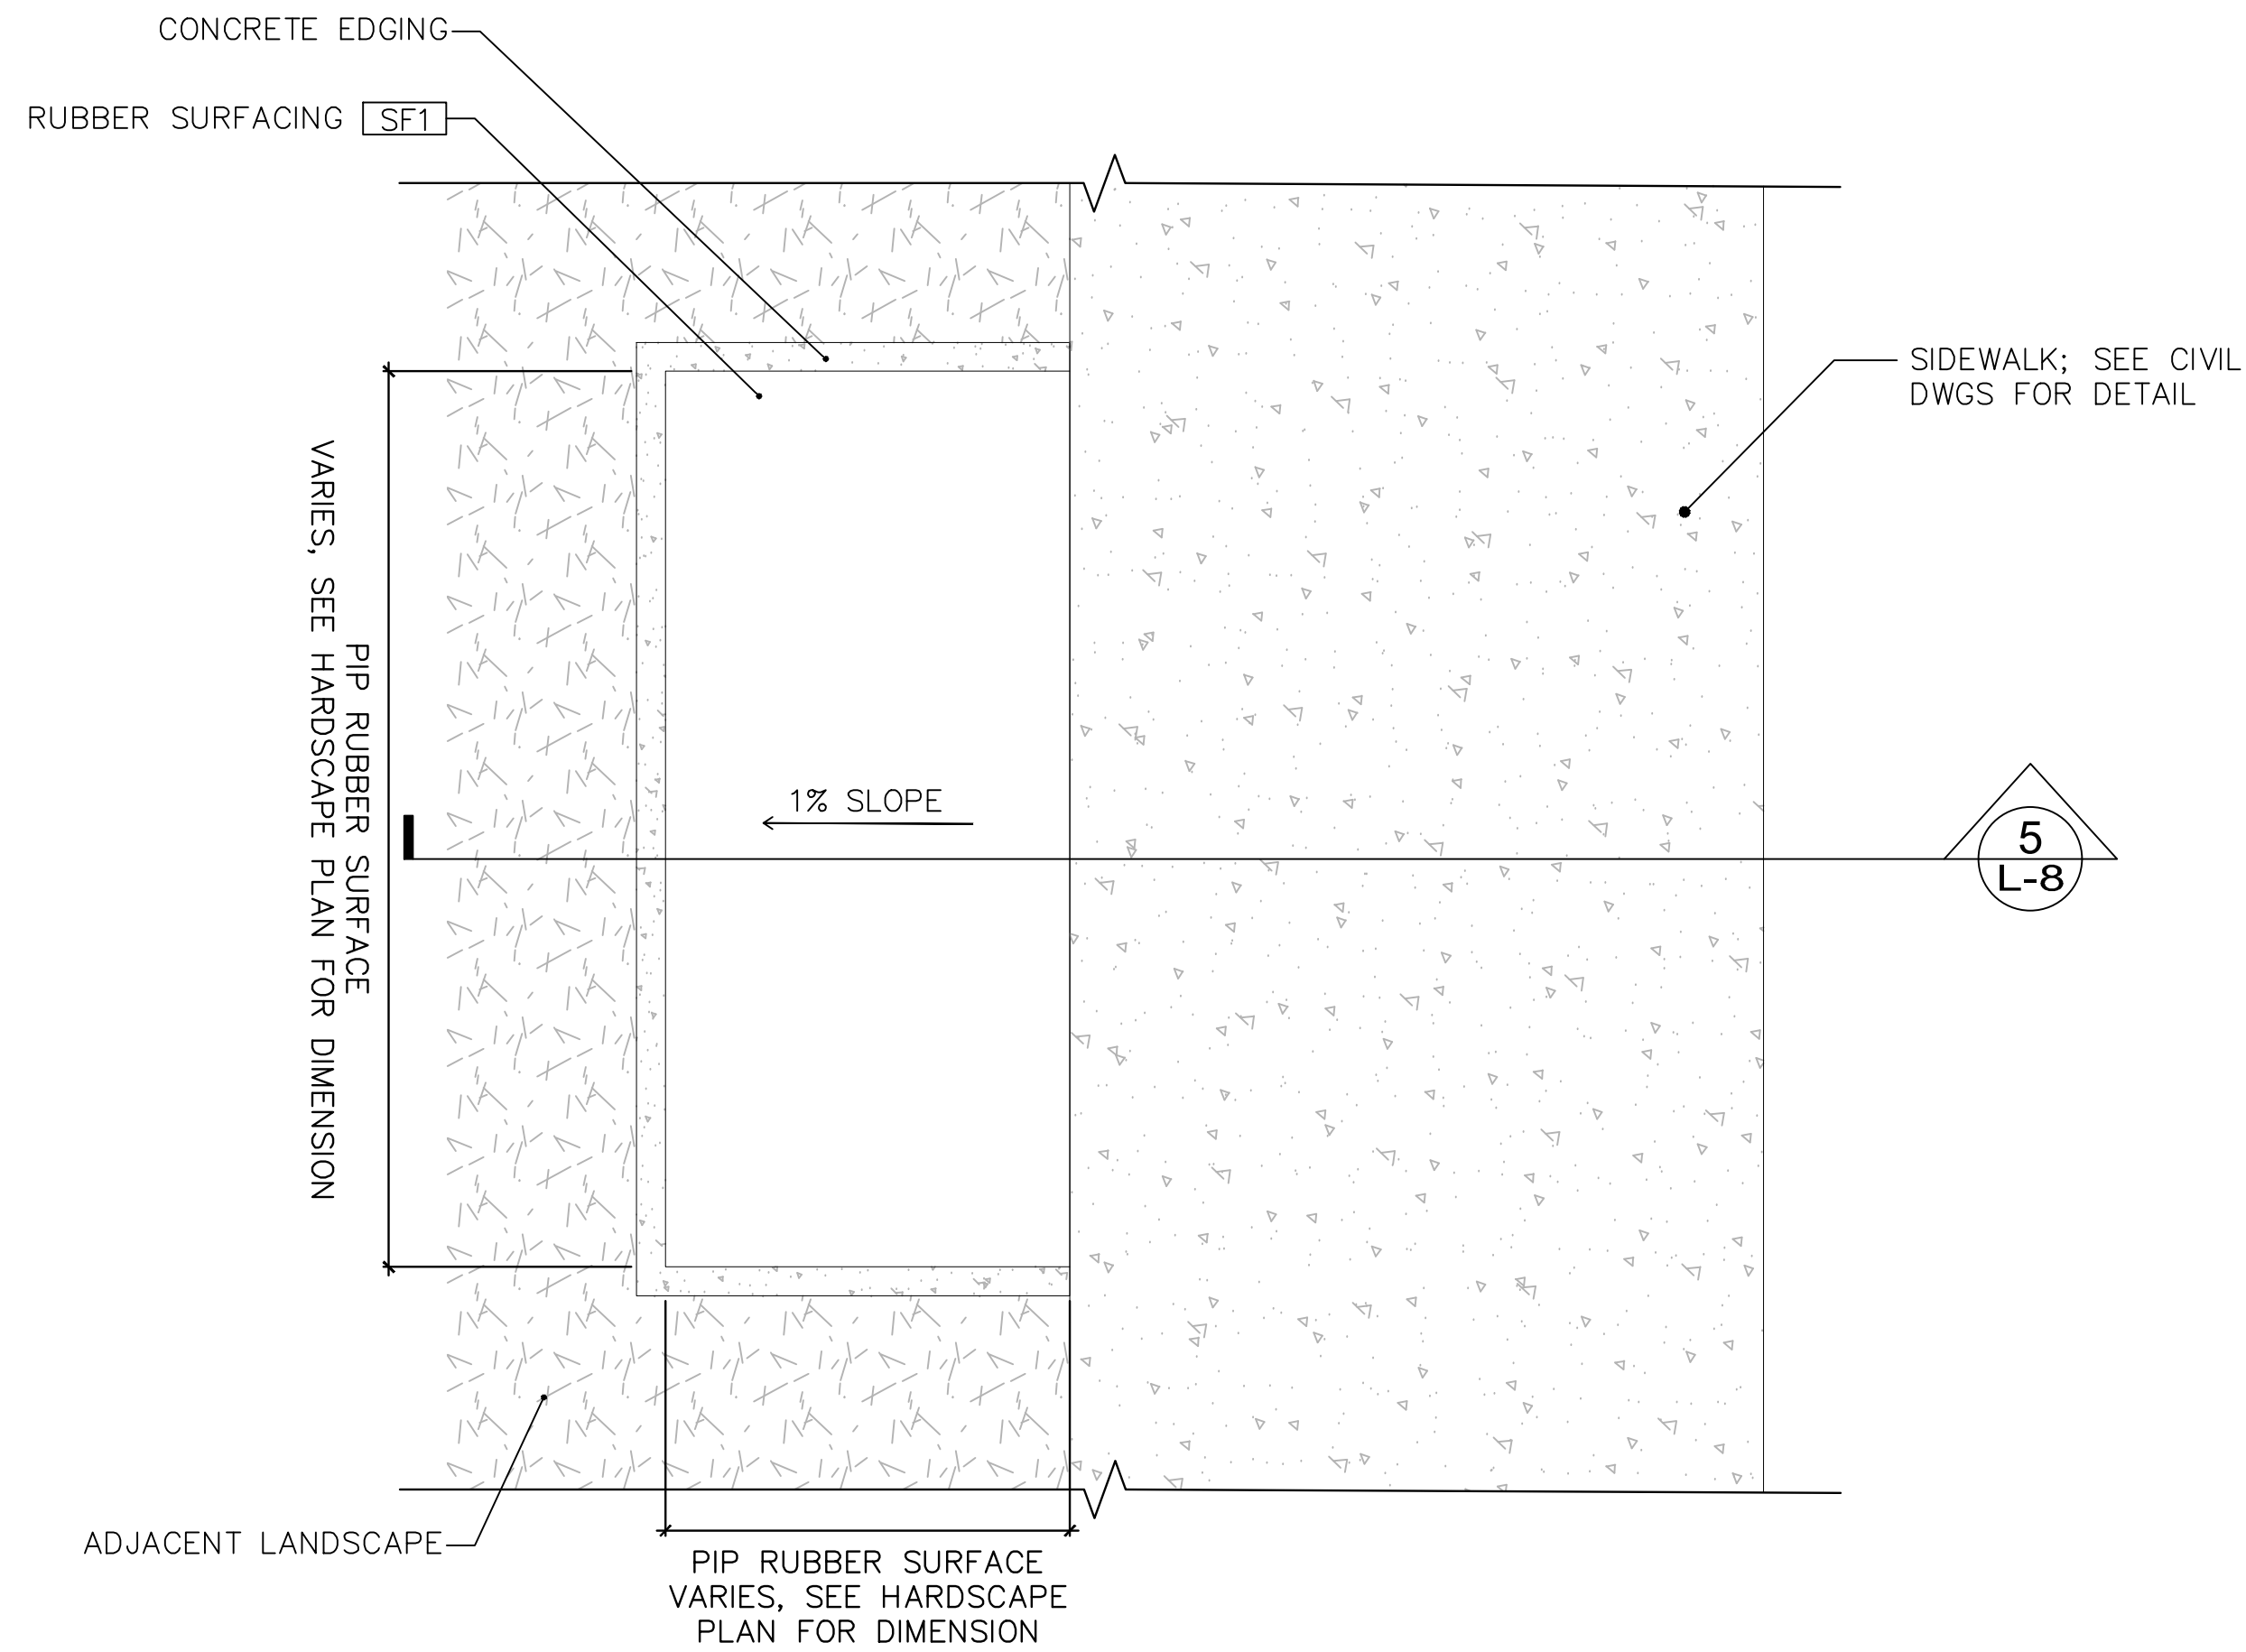 CONCRETE EDGING
RUBBER SURFACING SF1
SIDEWALK; SEE CIVIL
DWGS FOR DETAIL
PIP RUBBER SURFACE
VARIES, SEE HARDSCAPE PLAN FOR DIMENSION
1% SLOPE
5
L-8
ADJACENT LANDSCAPE
PIP RUBBER SURFACE
VARIES, SEE HARDSCAPE
PLAN FOR DIMENSION